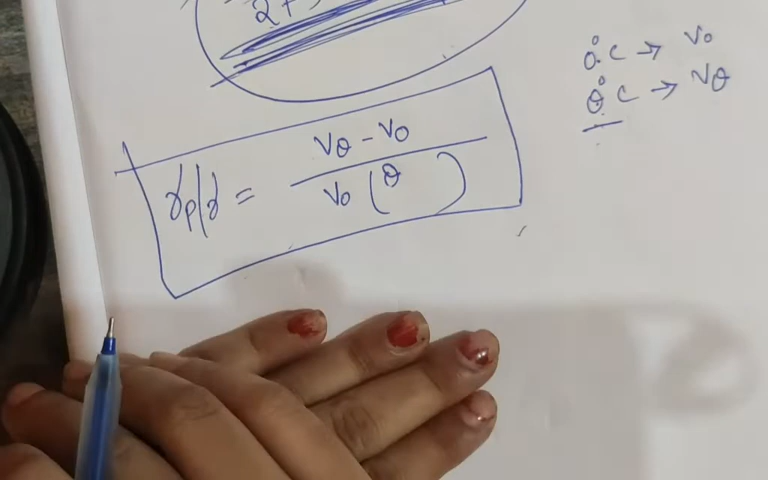 0°C → V₀
θ°C → Vθ
γp/γ = (Vθ - V₀) / (V₀ (θ ))